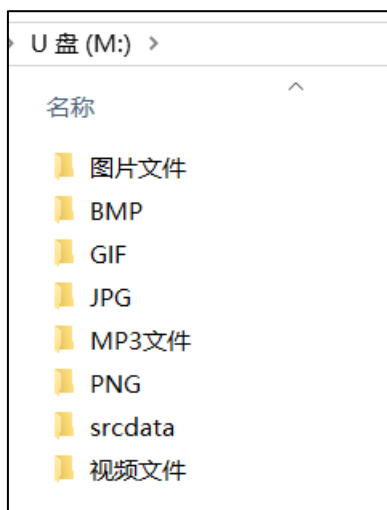 U 盘 (M:)
名称
图片文件
BMP
GIF
JPG
MP3文件
PNG
srcdata
视频文件